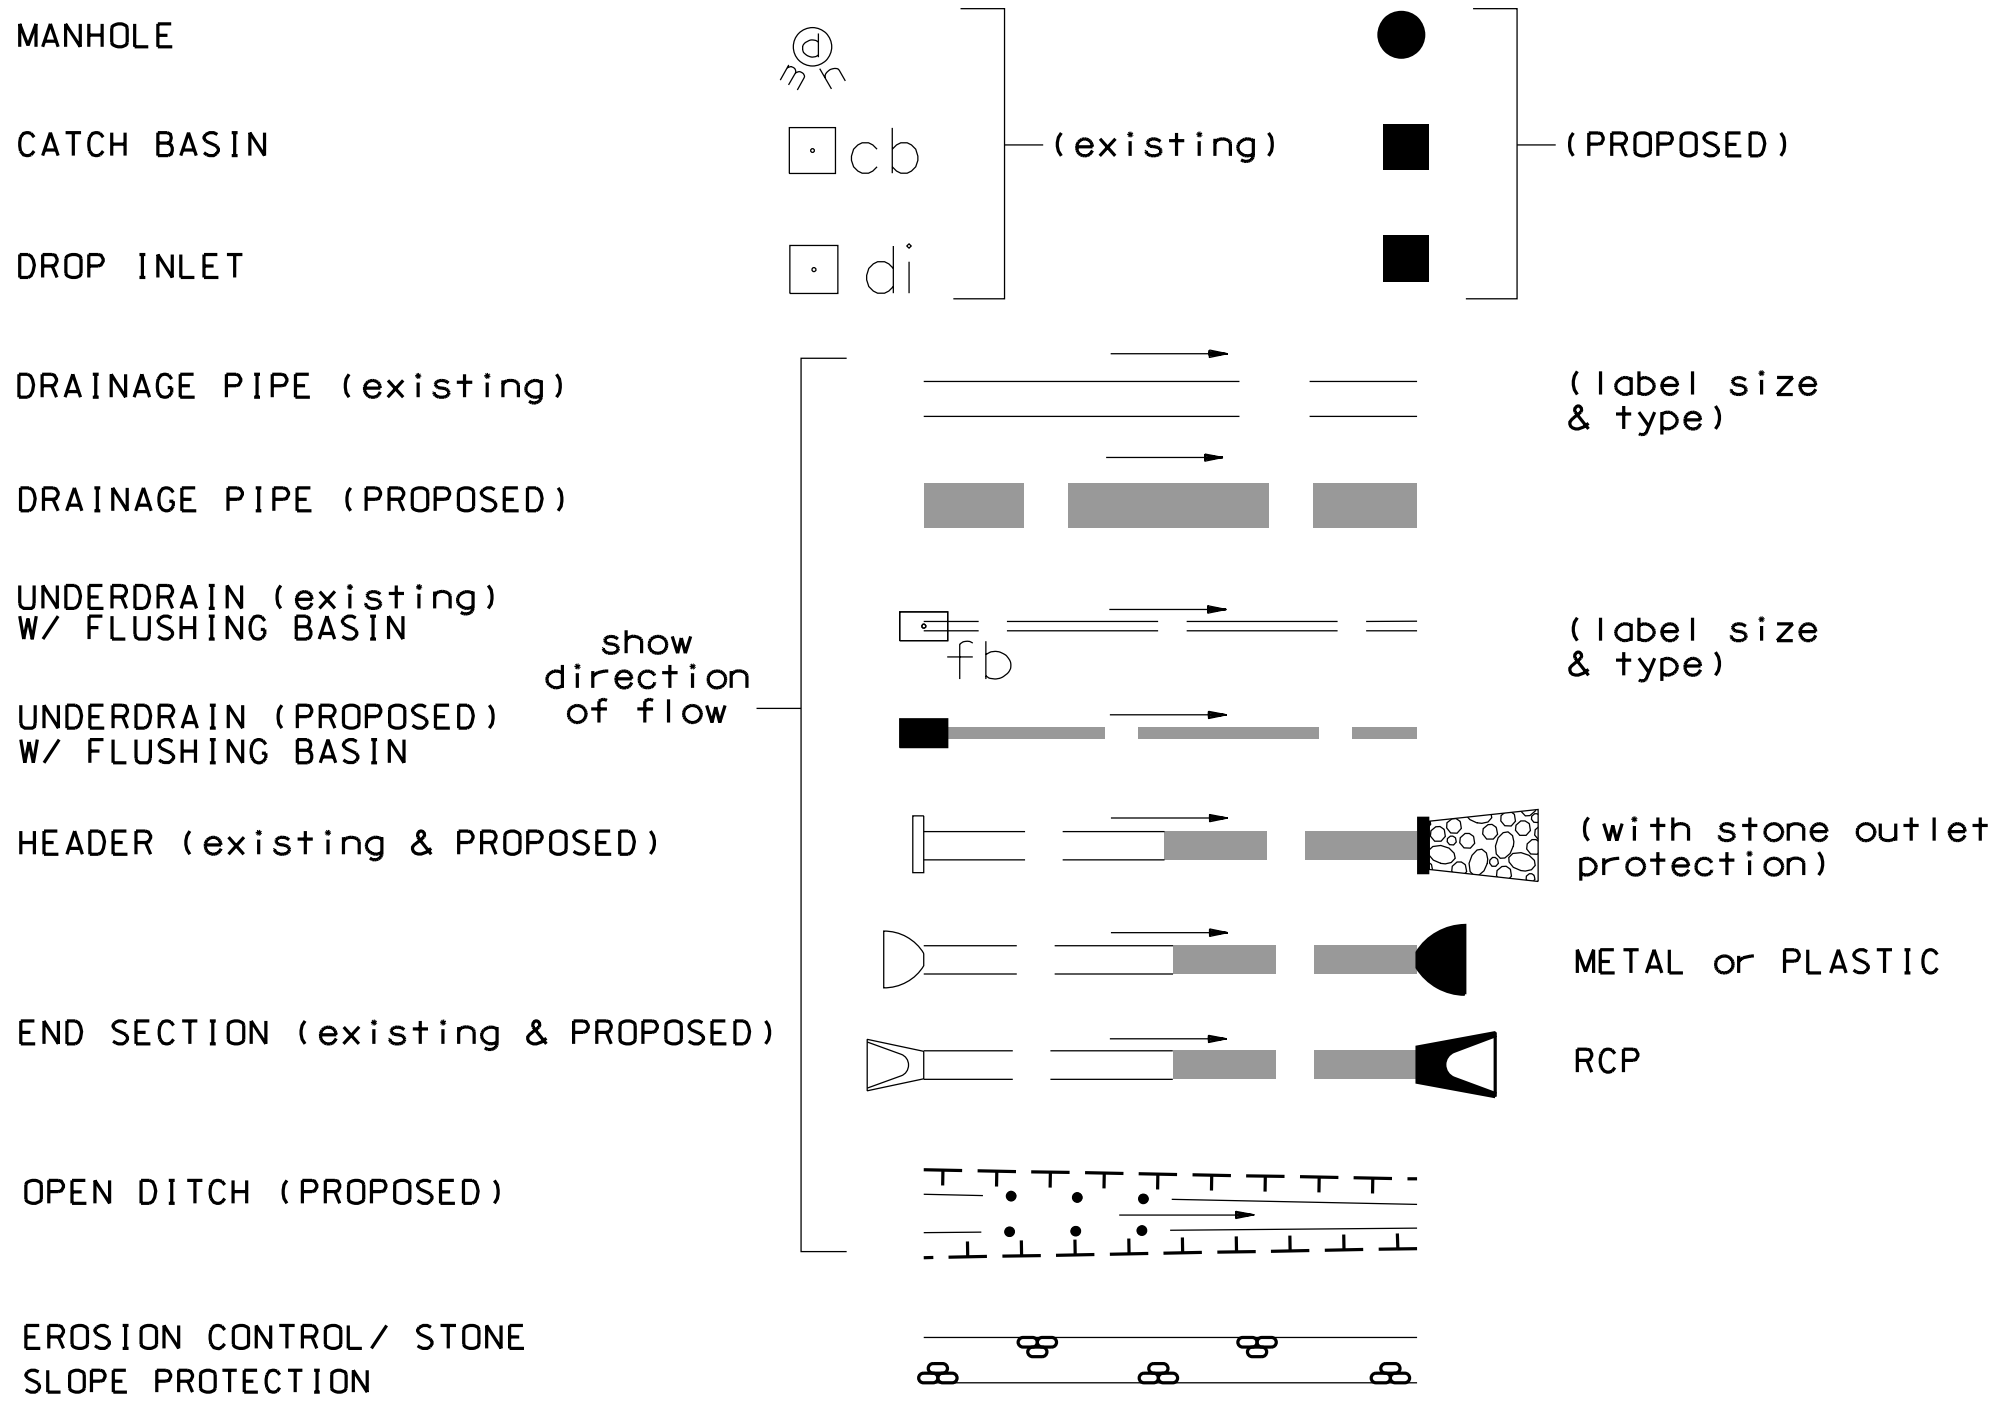 MANHOLE
d
mh
CATCH BASIN
cb
(existing)
(PROPOSED)
DROP INLET
di
DRAINAGE PIPE (existing)
(label size
& type)
DRAINAGE PIPE (PROPOSED)
UNDERDRAIN (existing)
W/ FLUSHING BASIN
fb
(label size
& type)
show
direction
of flow
UNDERDRAIN (PROPOSED)
W/ FLUSHING BASIN
HEADER (existing & PROPOSED)
(with stone outlet
protection)
METAL or PLASTIC
END SECTION (existing & PROPOSED)
RCP
OPEN DITCH (PROPOSED)
EROSION CONTROL/ STONE
SLOPE PROTECTION